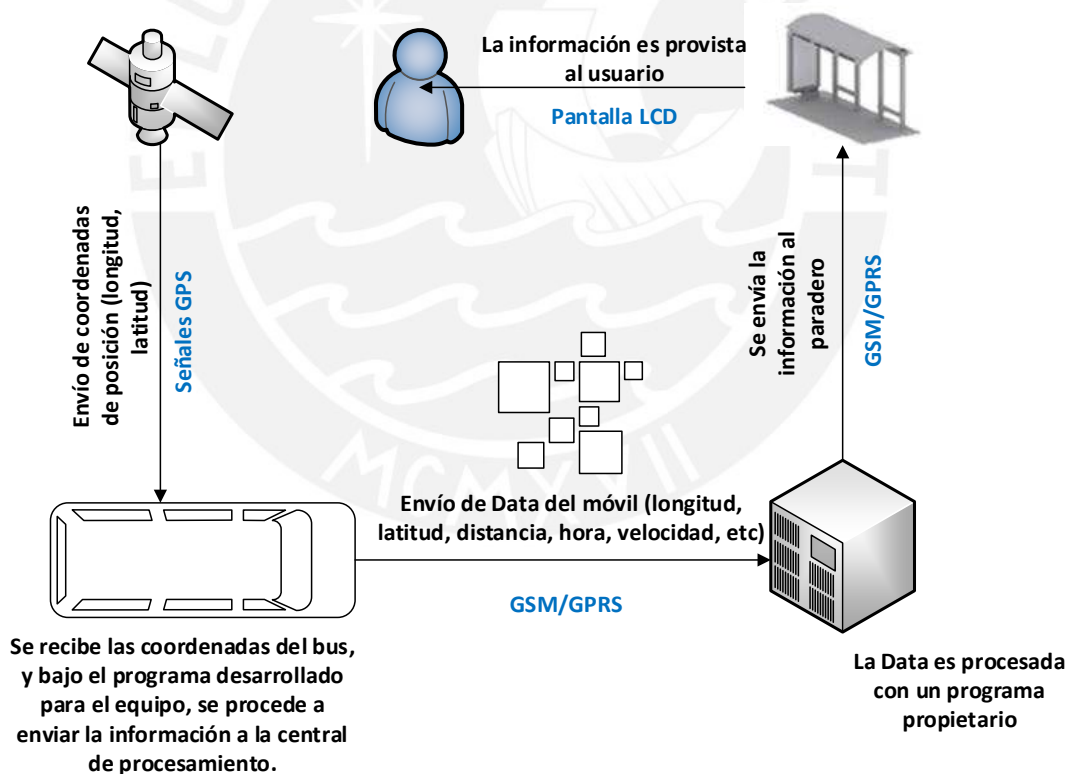 La información es provista
al usuario
Pantalla LCD
Envío de coordenadas
de posición (longitud,
latitud)
Señales GPS
Se envía la
información al
paradero
GSM/GPRS
Envío de Data del móvil (longitud,
latitud, distancia, hora, velocidad, etc)
GSM/GPRS
Se recibe las coordenadas del bus,
y bajo el programa desarrollado
para el equipo, se procede a
enviar la información a la central
de procesamiento.
La Data es procesada
con un programa
propietario